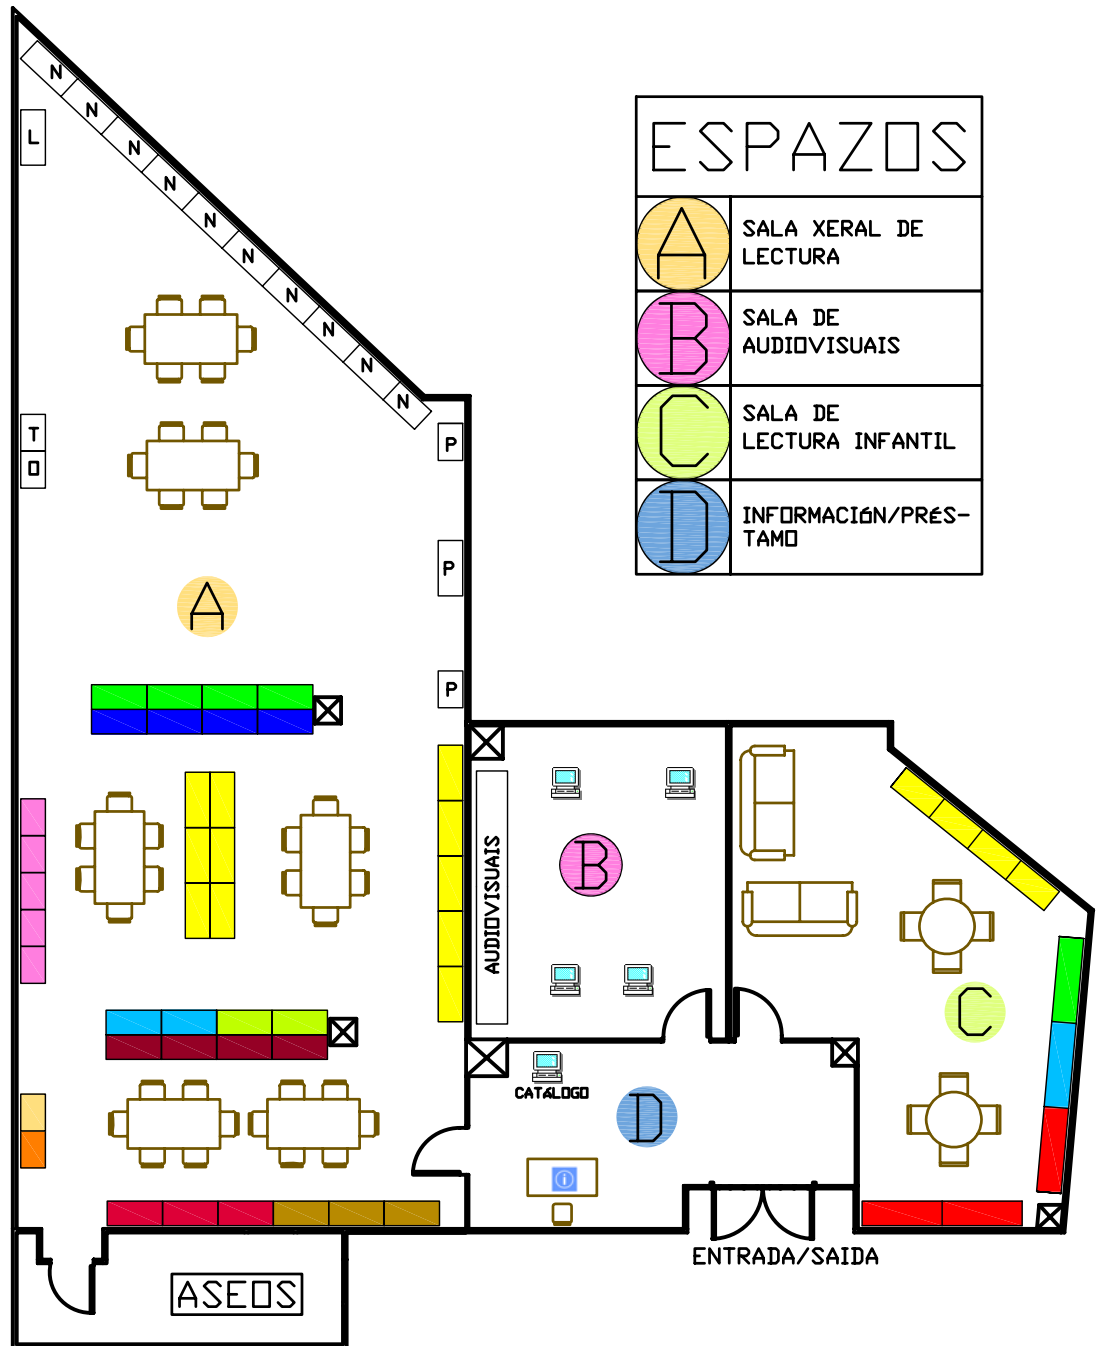 ESPAZOS
A
SALA XERAL DE
LECTURA
B
SALA DE
AUDIOVISUAIS
C
SALA DE
LECTURA INFANTIL
D
INFORMACIÓN/PRÉS-
TAMO
N
N
N
N
N
N
N
N
N
N
L
T
O
P
P
P
A
B
AUDIOVISUAIS
C
CATÁLOGO
D
i
ENTRADA/SAIDA
ASEOS